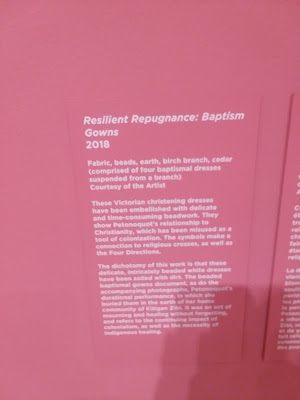 Resilient Repugnance: Baptism
Gowns
2018
Fabric, beads, earth, birch branch, cedar
(comprised of four baptismal dresses
suspended from a branch)
Courtesy of the Artist
These Victorian christening dresses
have been embellished with delicate
and time-consuming beadwork. They
show Petonoquot's relationship to
Christianity, which has been misused as a
tool of colonization. The symbols make a
connection to religious crosses, as well as
the Four Directions.
The dichotomy of this work is that these
delicate, intricately beaded white dresses
have been soiled with dirt. The beaded
baptismal gowns document, as do the
accompanying photographs, Petonoquot's
durational performance, in which she
buried them in the earth of her home
community of Kitigan Zibi. It was an act of
mourning and healing without forgetting,
and refers to the continuing impact of
colonialism, as well as the necessity of
Indigenous healing.